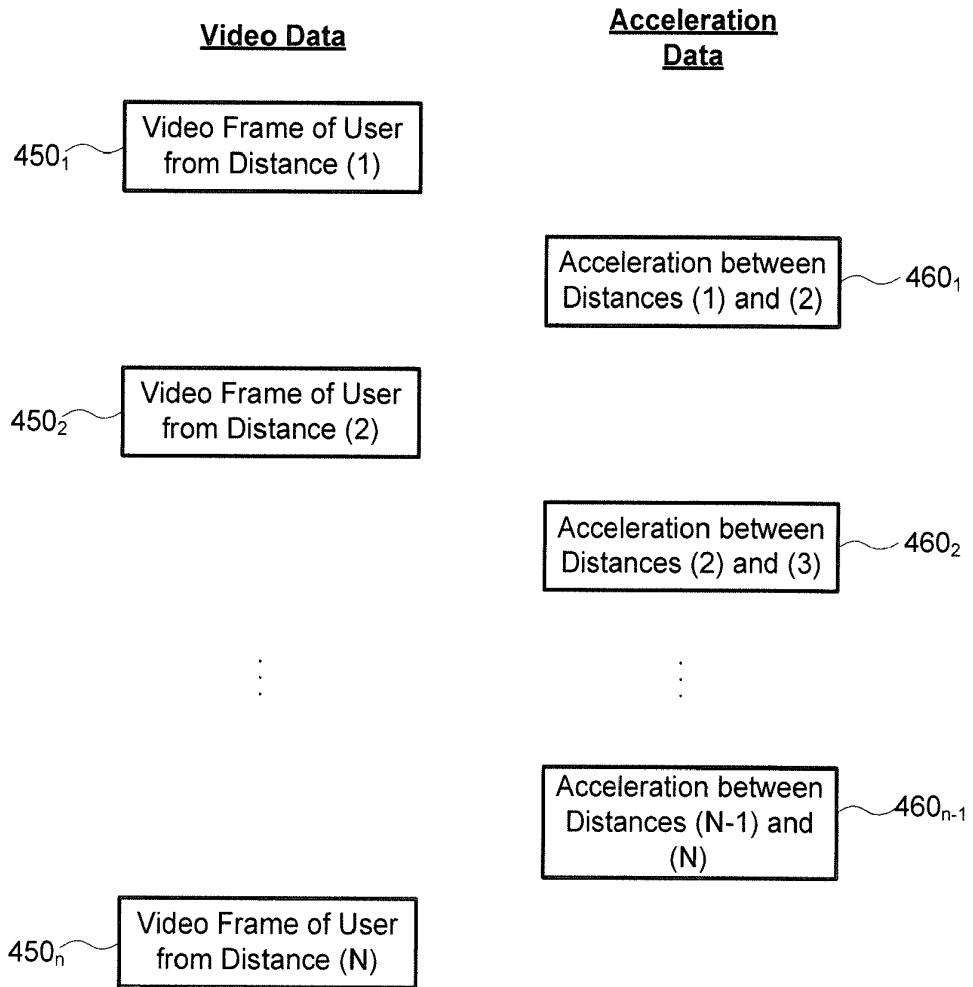 Video Data
Acceleration
Data
450₁
Video Frame of User
from Distance (1)
Acceleration between
Distances (1) and (2)
460₁
450₂
Video Frame of User
from Distance (2)
Acceleration between
Distances (2) and (3)
460₂
Acceleration between
Distances (N-1) and
(N)
460ₙ₋₁
450ₙ
Video Frame of User
from Distance (N)